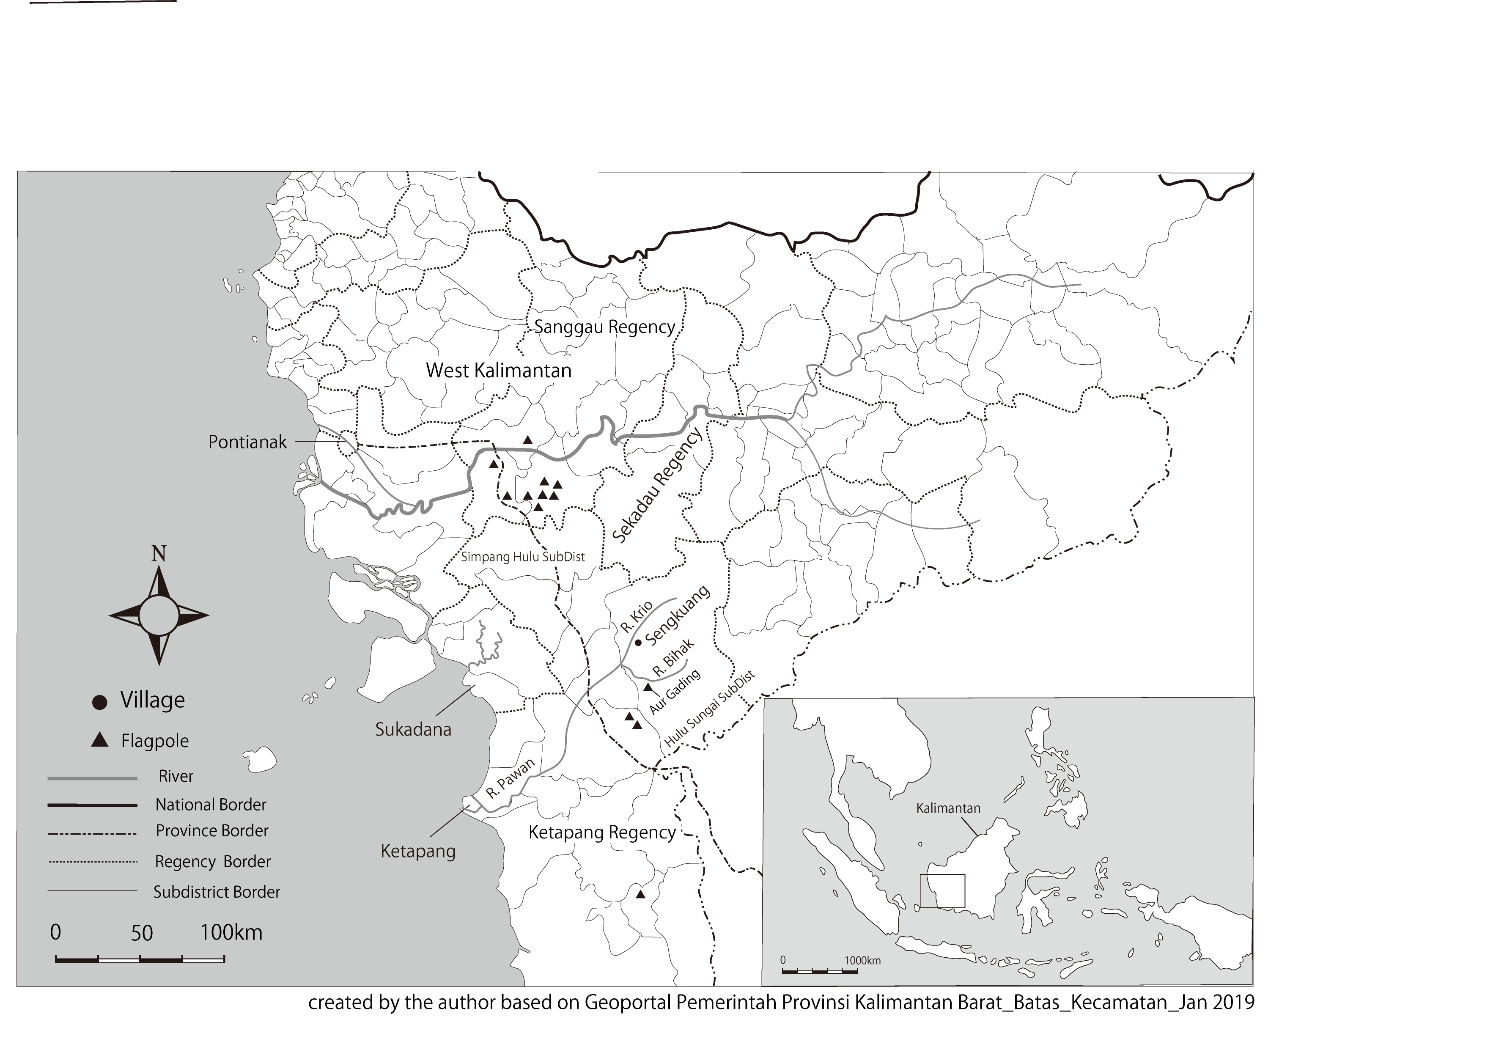 Sanggau Regency
West Kalimantan
Pontianak
Sekadau Regency
Simpang Hulu SubDist
N
R. Krio
Sengkuang
R. Bihak
Aur Gading
Hulu Sungai SubDist
Sukadana
R. Pawan
Ketapang
Ketapang Regency
Village
Flagpole
River
National Border
Province Border
Regency Border
Subdistrict Border
0 50 100km
Kalimantan
0 1000km
created by the author based on Geoportal Pemerintah Provinsi Kalimantan Barat_Batas_Kecamatan_Jan 2019